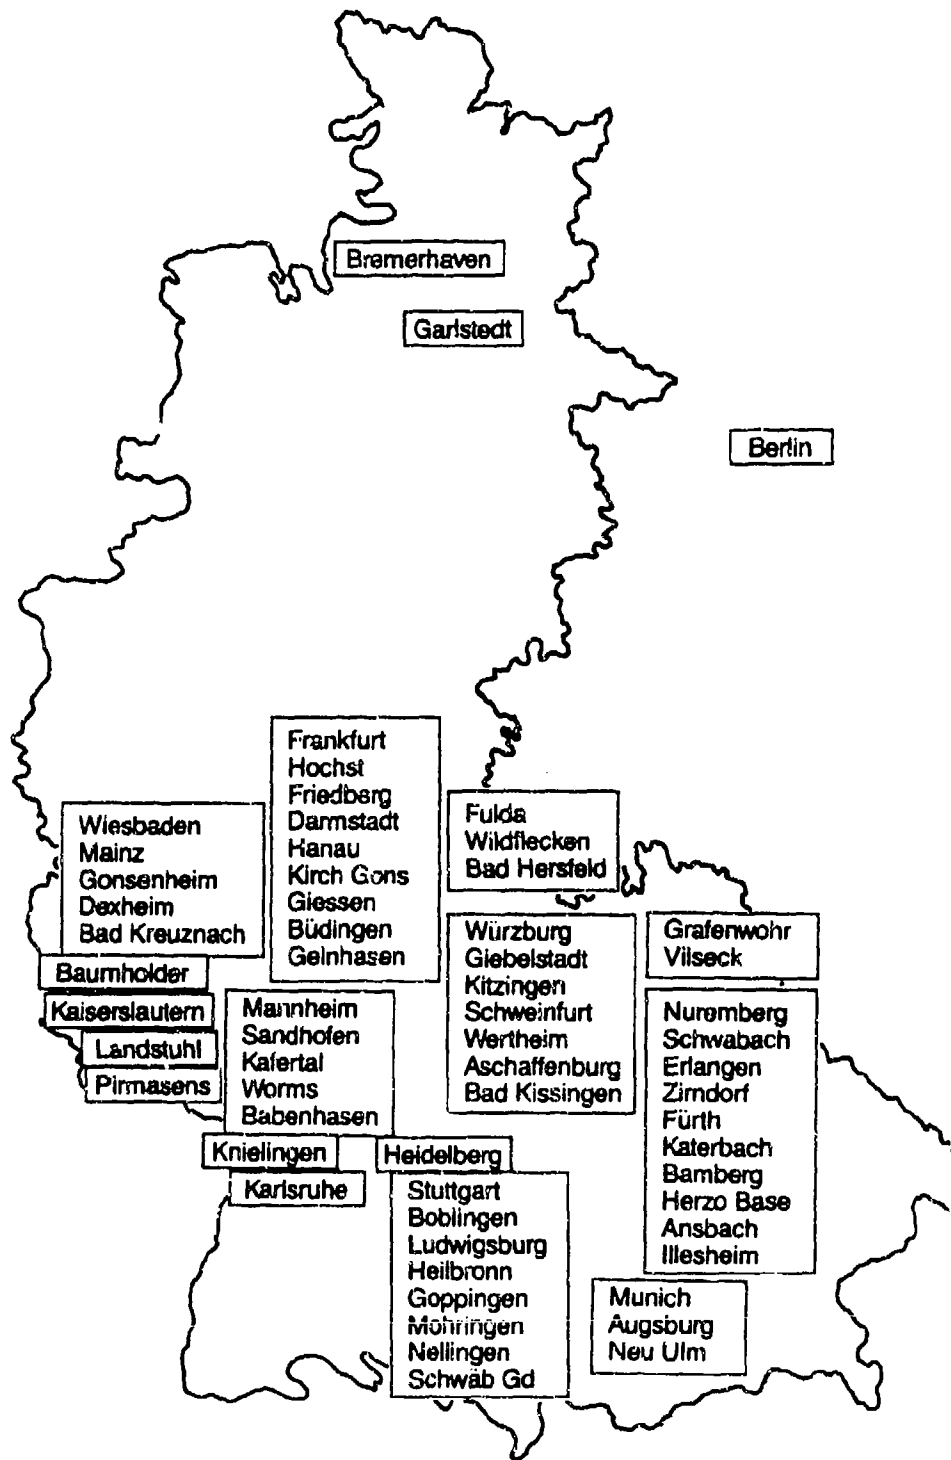 Bremerhaven
Garlstedt
Berlin
Frankfurt
Hochst
Friedberg
Darmstadt
Hanau
Kirch Gons
Giessen
Büdingen
Gelnhasen
Fulda
Wildflecken
Bad Hersfeld
Wiesbaden
Mainz
Gonsenheim
Dexheim
Bad Kreuznach
Baumholder
Kaiserslautern
Landstuhl
Pirmasens
Würzburg
Giebelstadt
Kitzingen
Schweinfurt
Wertheim
Aschaffenburg
Bad Kissingen
Grafenwohr
Vilseck
Mannheim
Sandhofen
Kafertal
Worms
Babenhasen
Nuremberg
Schwabach
Erlangen
Zirndorf
Fürth
Katerbach
Bamberg
Herzo Base
Ansbach
Illesheim
Knielingen
Heidelberg
Karlsruhe
Stuttgart
Boblingen
Ludwigsburg
Heilbronn
Goppingen
Möhringen
Nellingen
Schwäb Gd
Munich
Augsburg
Neu Ulm